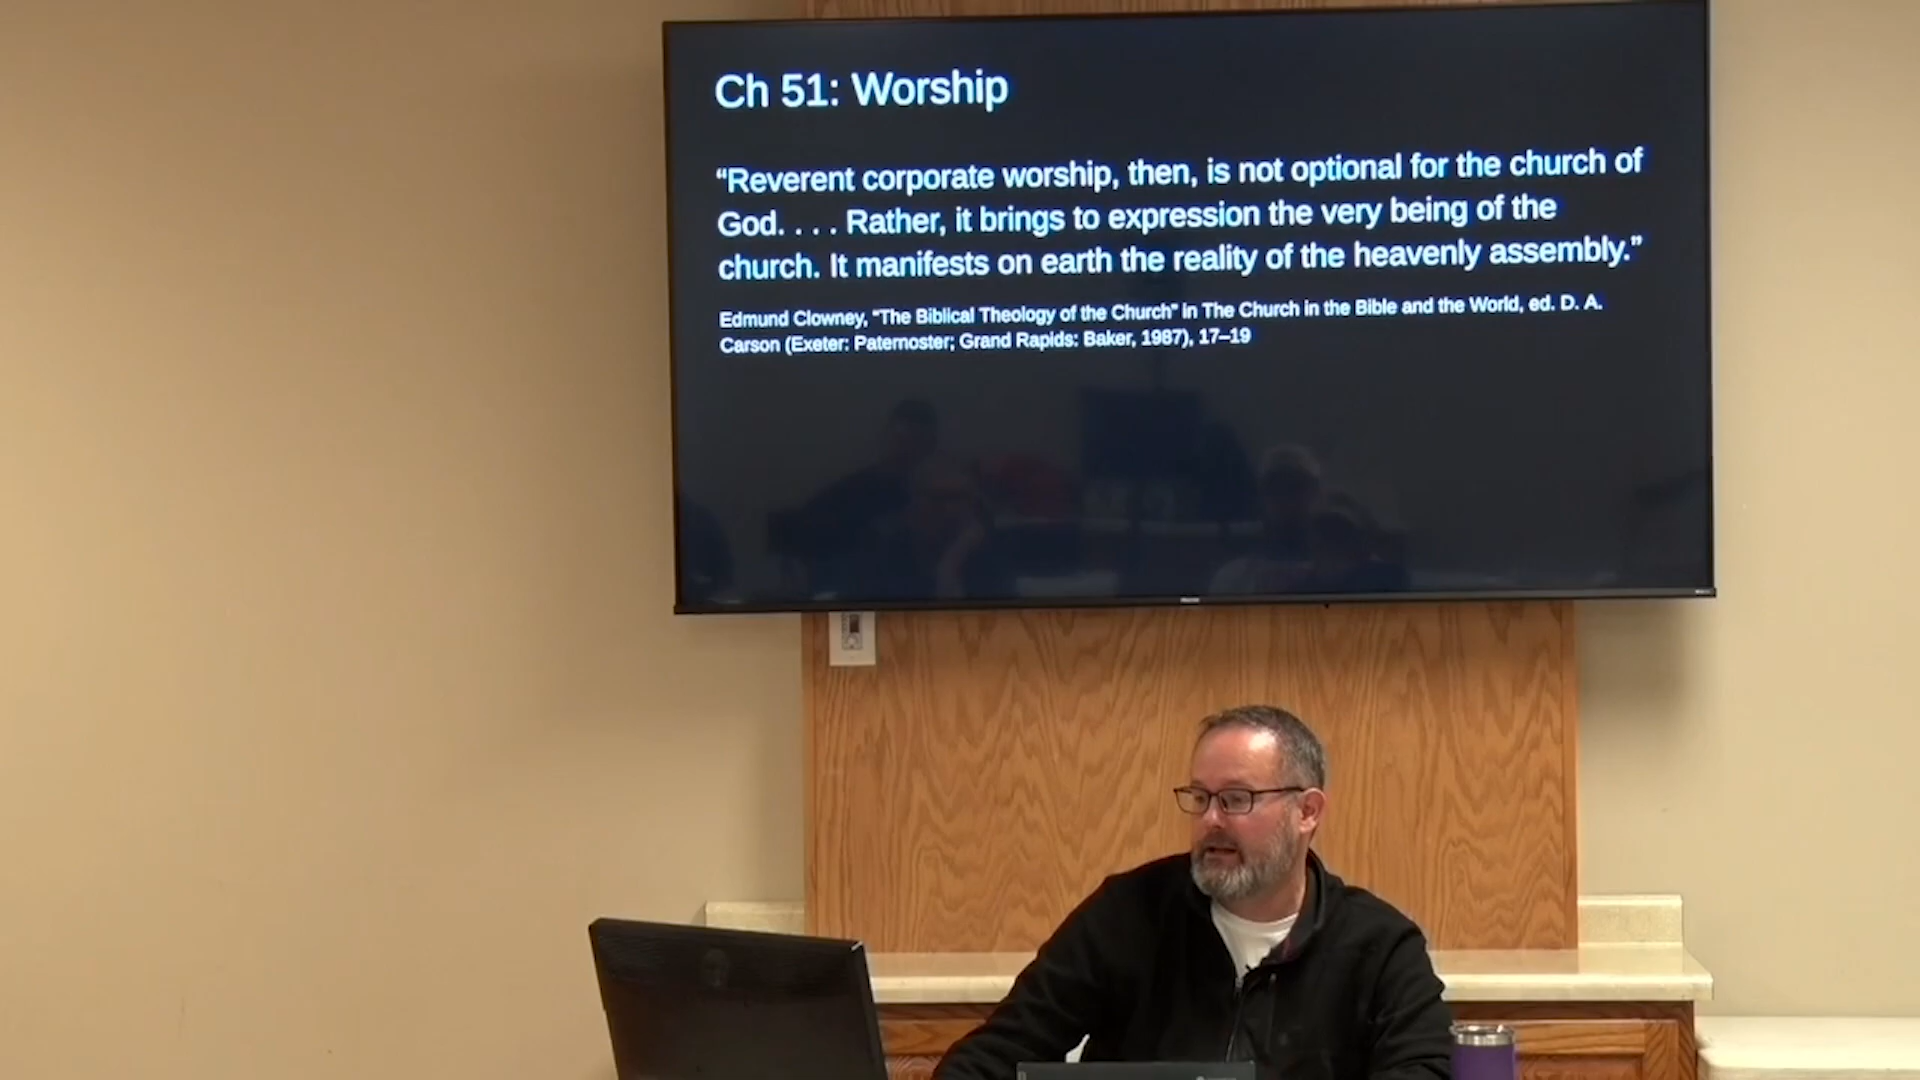 Ch 51: Worship
“Reverent corporate worship, then, is not optional for the church of
God. . . . Rather, it brings to expression the very being of the
church. It manifests on earth the reality of the heavenly assembly.”
Edmund Clowney, “The Biblical Theology of the Church” in The Church in the Bible and the World, ed. D. A.
Carson (Exeter: Paternoster; Grand Rapids: Baker, 1987), 17–19